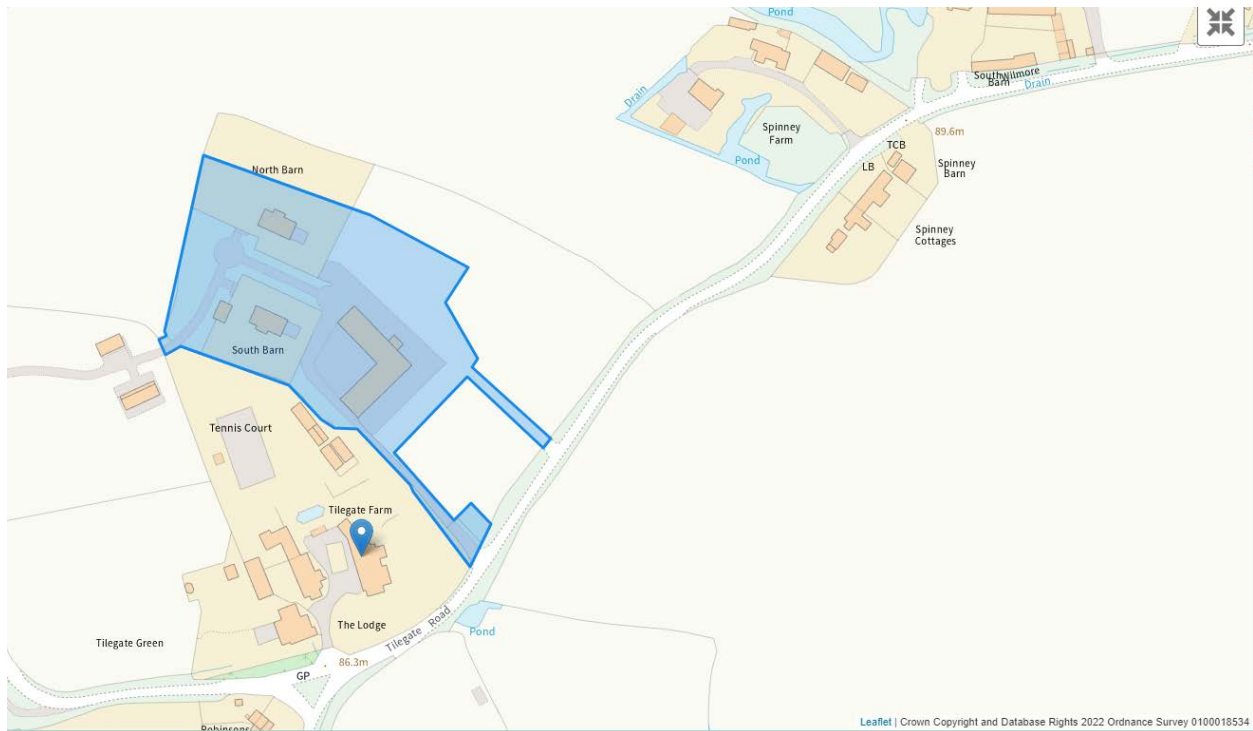 Pond
Southwilmore
Barn
Drain
Drain
89.6m
Spinney
Farm
TCB
Pond
LB
Spinney
Barn
North Barn
Spinney
Cottages
South Barn
Tennis Court
Tilegate Farm
The Lodge
Tilegate Road
Pond
Tilegate Green
86.3m
GP
Robinsons
Leaflet | Crown Copyright and Database Rights 2022 Ordnance Survey 0100018534